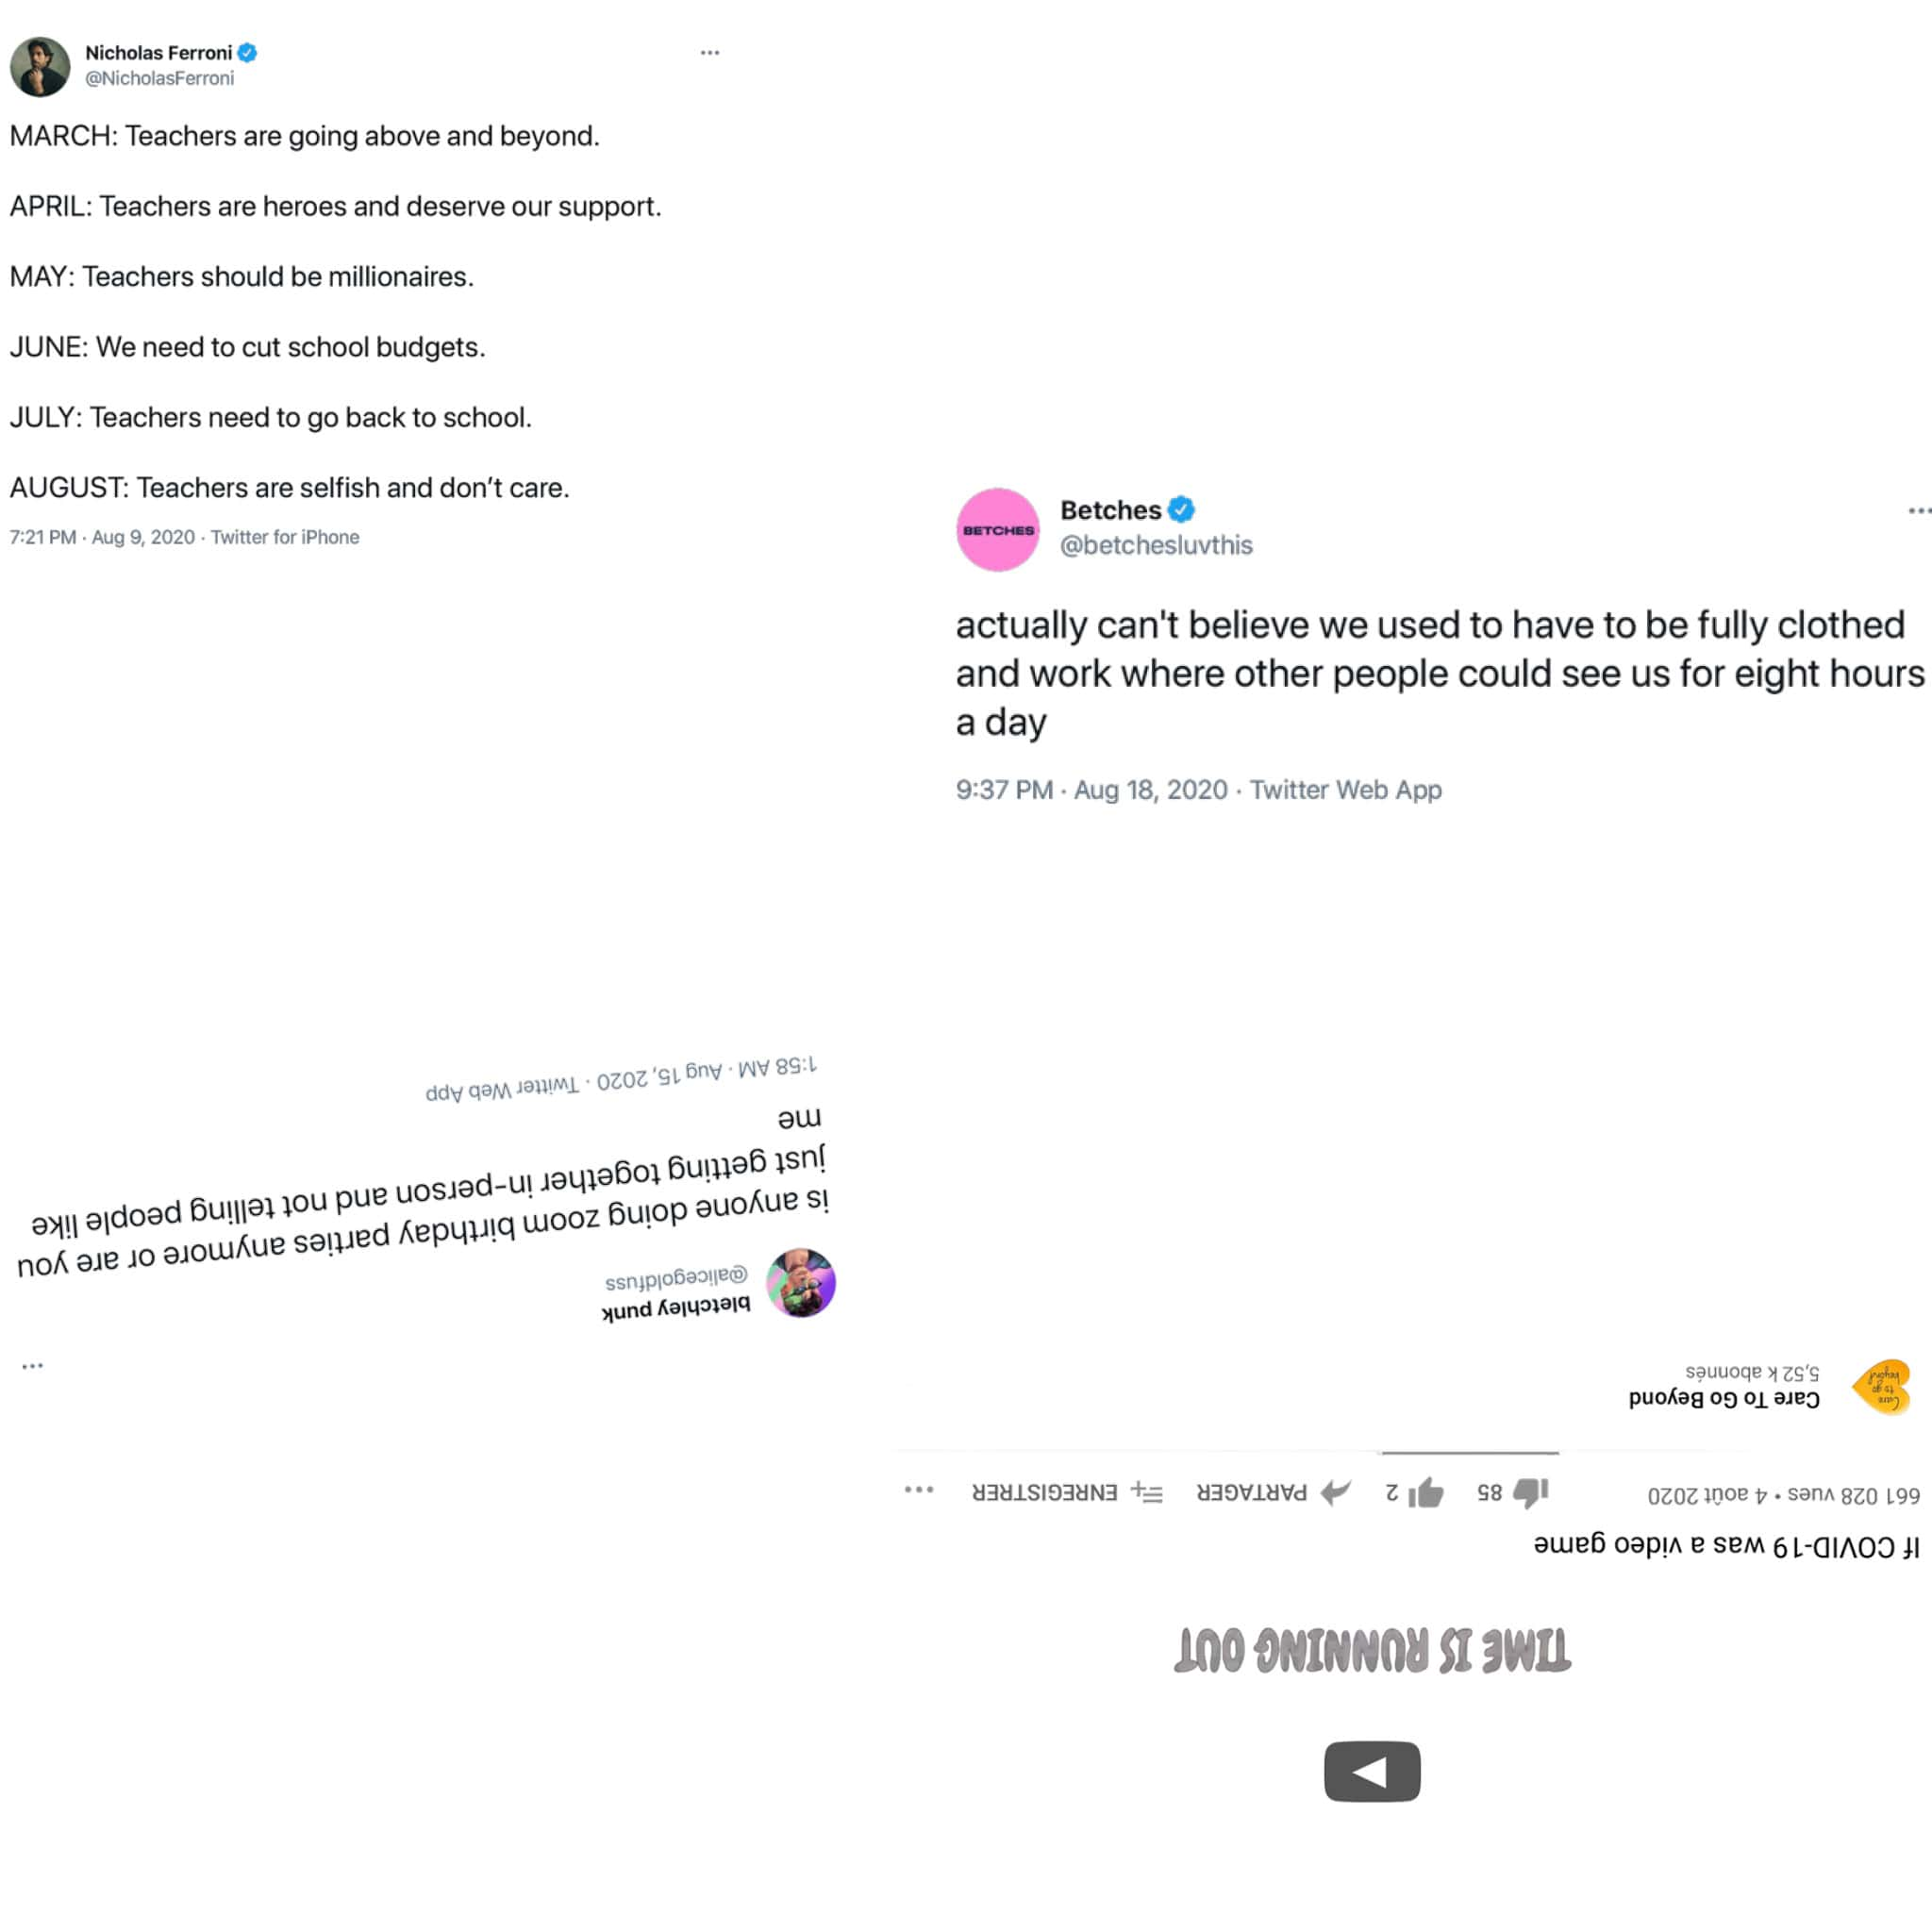 Nicholas Ferroni
@NicholasFerroni
MARCH: Teachers are going above and beyond.
APRIL: Teachers are heroes and deserve our support.
MAY: Teachers should be millionaires.
JUNE: We need to cut school budgets.
JULY: Teachers need to go back to school.
AUGUST: Teachers are selfish and don’t care.
7:21 PM · Aug 9, 2020 · Twitter for iPhone
BETCHES
Betches
@betchesluvthis
actually can't believe we used to have to be fully clothed
and work where other people could see us for eight hours
a day
9:37 PM · Aug 18, 2020 · Twitter Web App
bletchley punk
@alicegoldfuss
is anyone doing zoom birthday parties anymore or are you
just getting together in-person and not telling people like
me
1:58 AM · Aug 15, 2020 · Twitter Web App
TIME IS RUNNING OUT
If COVID-19 was a video game
661 028 vues • 4 août 2020
85
2
PARTAGER
ENREGISTRER
Care
to go
beyond
Care To Go Beyond
5,52 k abonnés